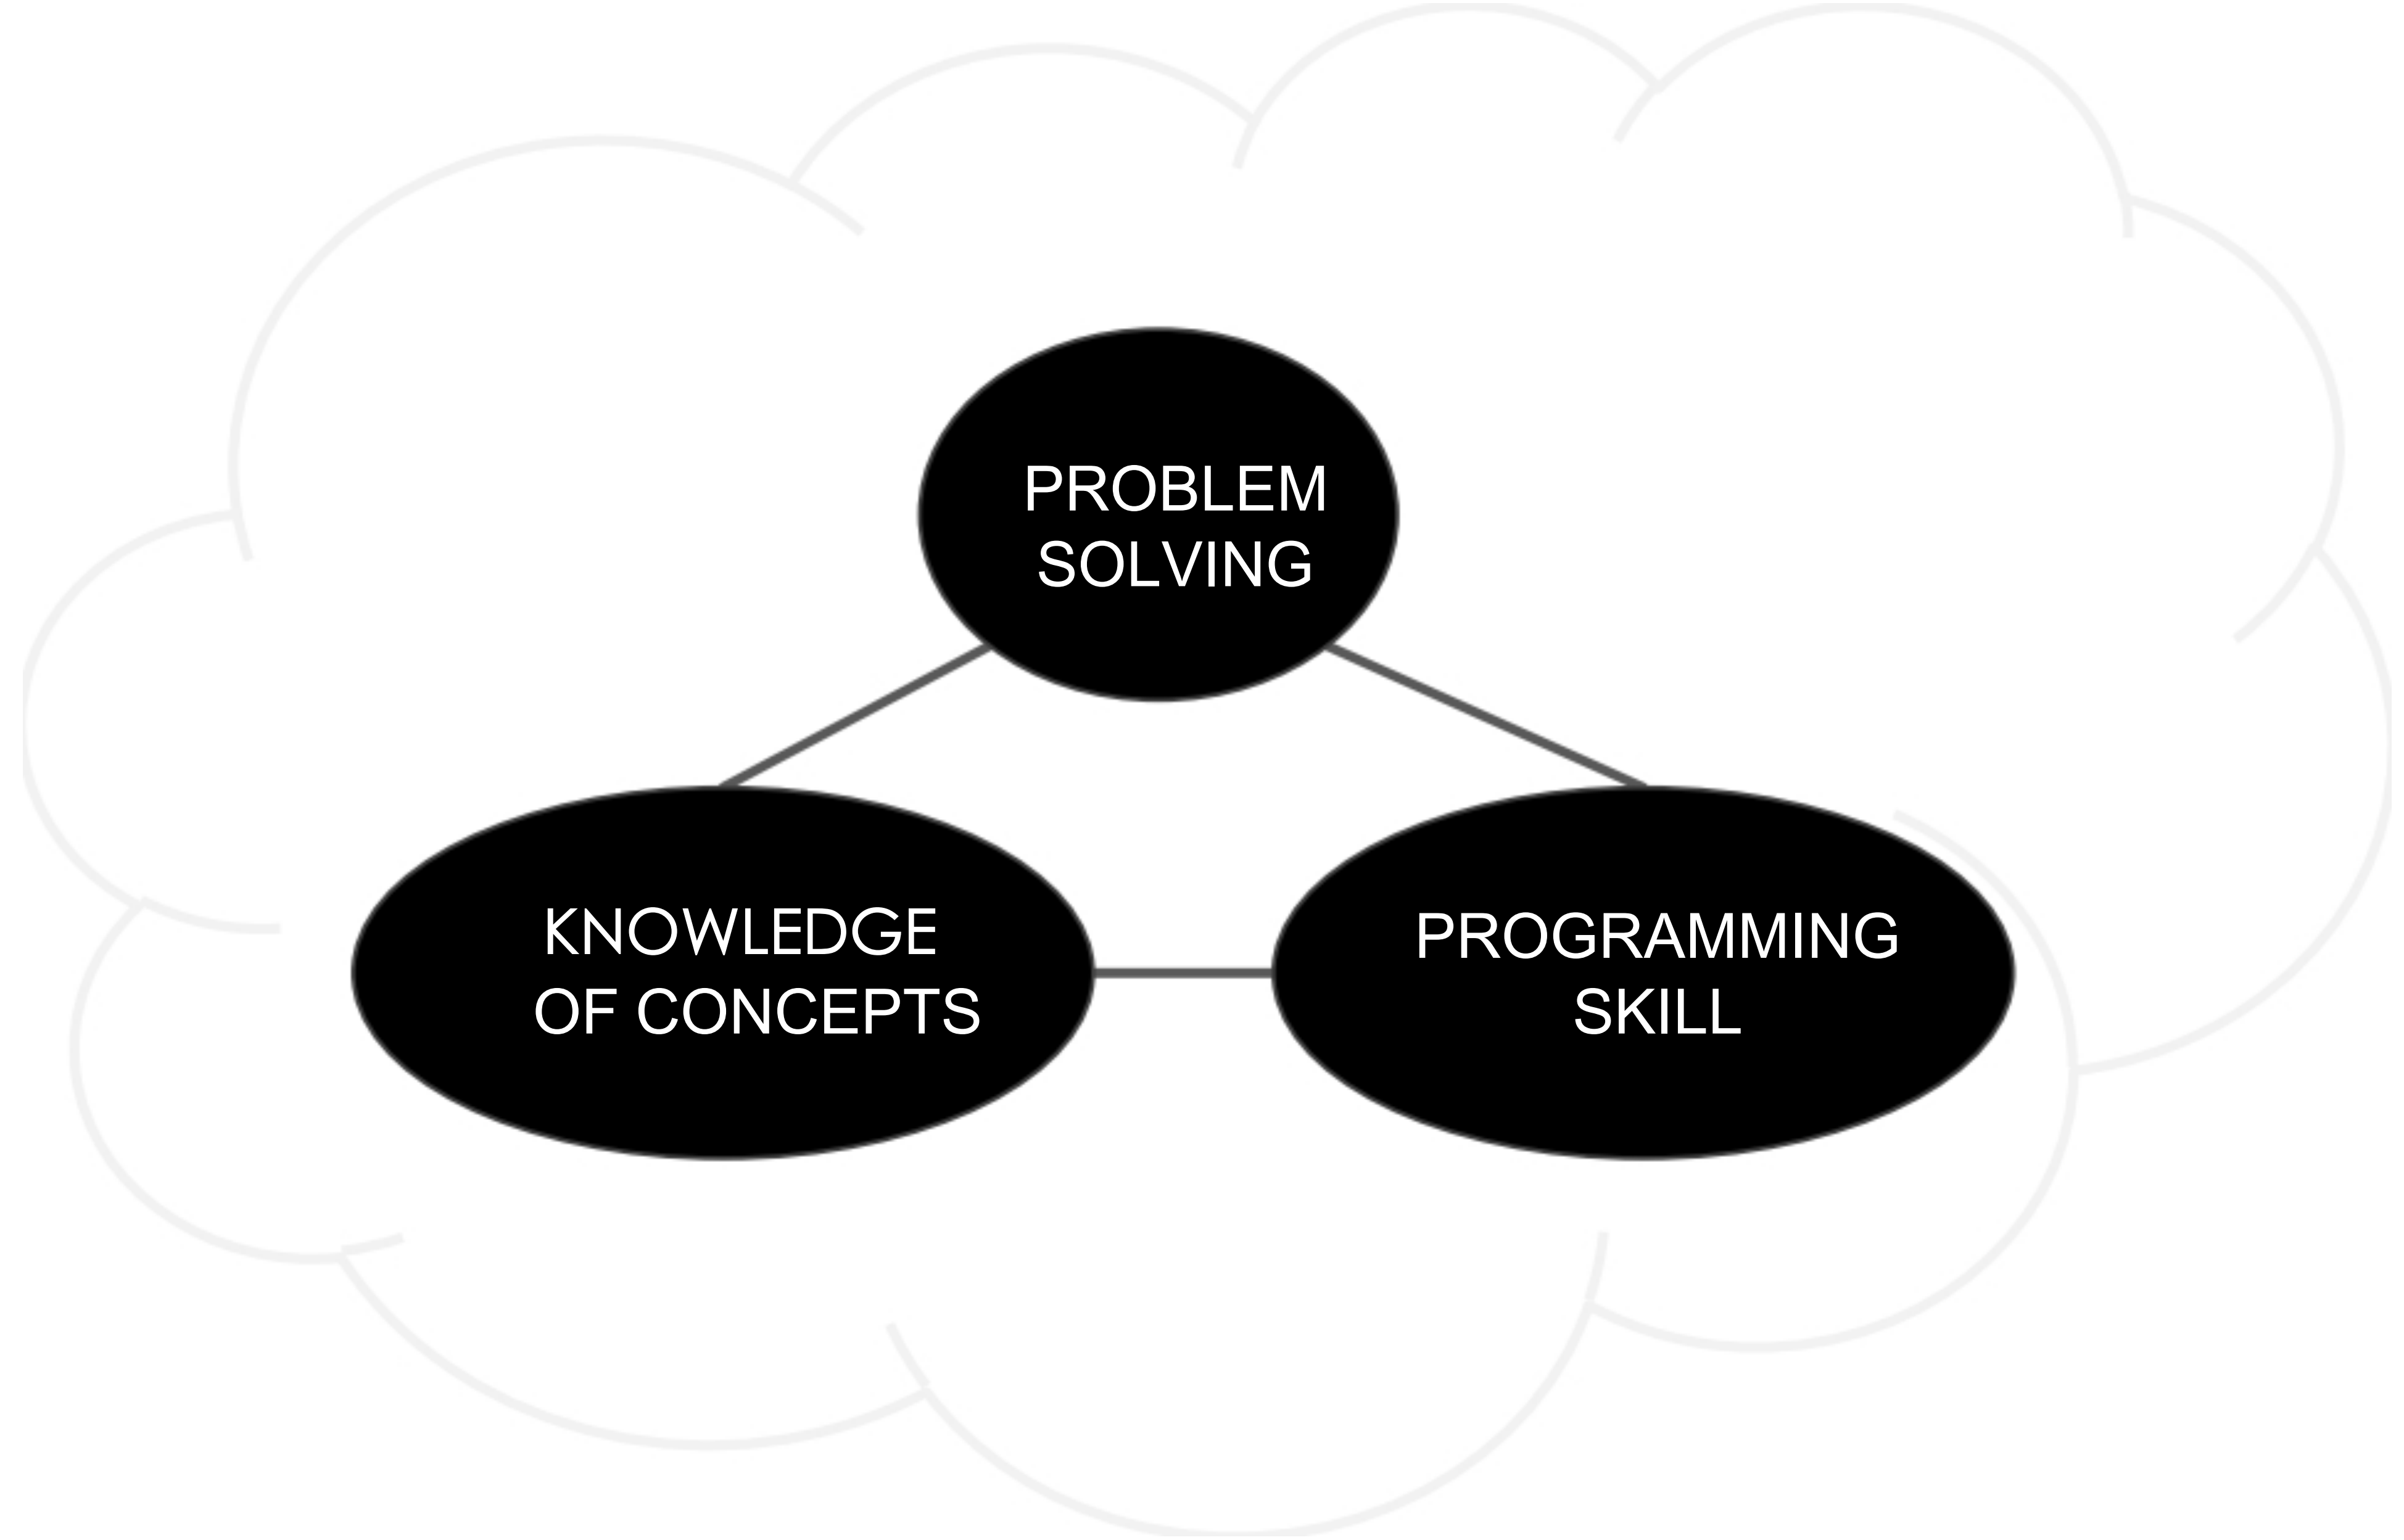 PROBLEM
SOLVING
KNOWLEDGE
OF CONCEPTS
PROGRAMMING
SKILL